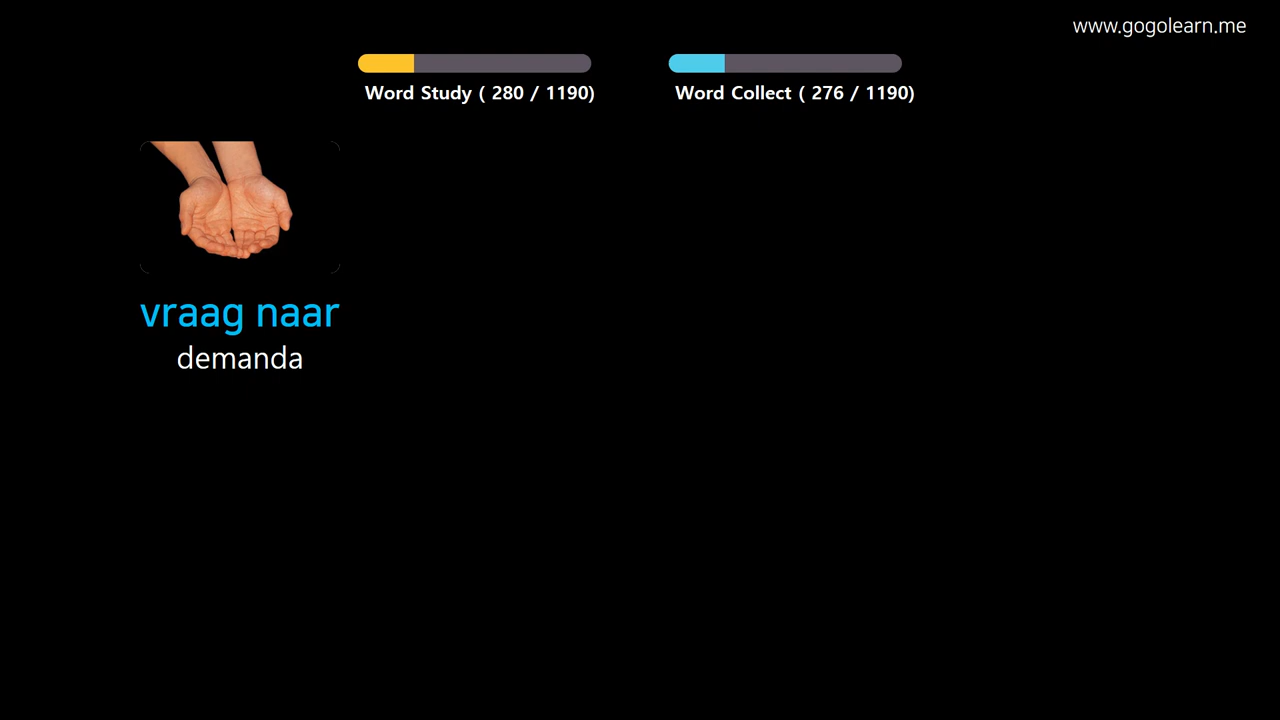 www.gogolearn.me
Word Study ( 280 / 1190)
Word Collect ( 276 / 1190)
vraag naar
demanda